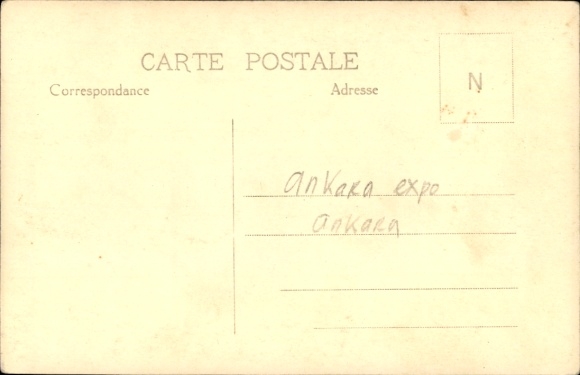 CARTE POSTALE
N
Correspondance
Adresse
ankara expo
ankara